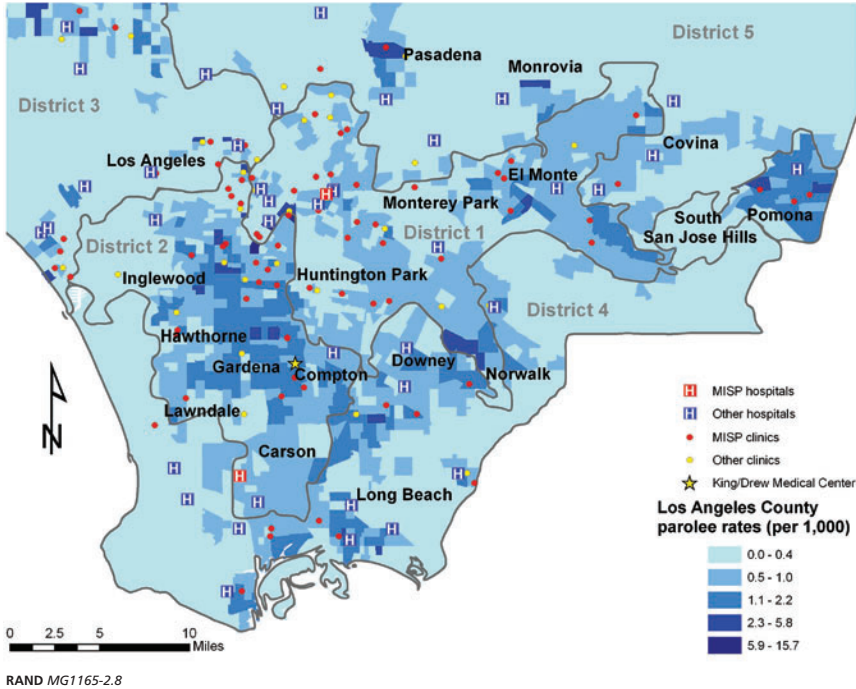 District 5
Pasadena
Monrovia
District 3
Covina
Los Angeles
El Monte
Monterey Park
South
San Jose Hills
Pomona
District 2
District 1
Inglewood
Huntington Park
District 4
Hawthorne
Downey
Gardena
Compton
Norwalk
Lawndale
Carson
Long Beach
N
H MISP hospitals
H Other hospitals
MISP clinics
Other clinics
King/Drew Medical Center
Los Angeles County
parolee rates (per 1,000)
0.0 - 0.4
0.5 - 1.0
1.1 - 2.2
2.3 - 5.8
5.9 - 15.7
0 2.5 5 10
Miles
RAND MG1165-2.8